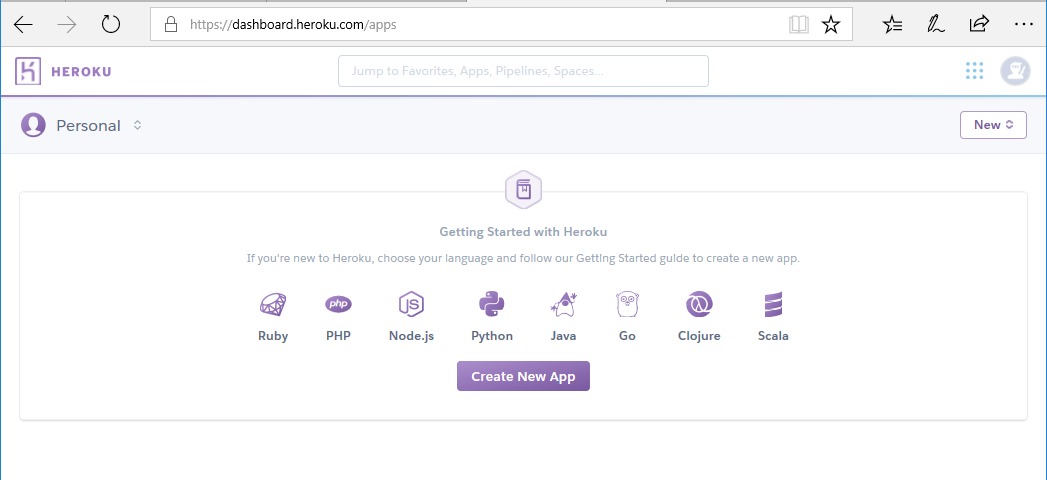 https://dashboard.heroku.com/apps
HEROKU
Jump to Favorites, Apps, Pipelines, Spaces...
Personal
New
Getting Started with Heroku
If you're new to Heroku, choose your language and follow our Getting Started guide to create a new app.
php
JS
Ruby
PHP
Node.js
Python
Java
Go
Clojure
Scala
Create New App